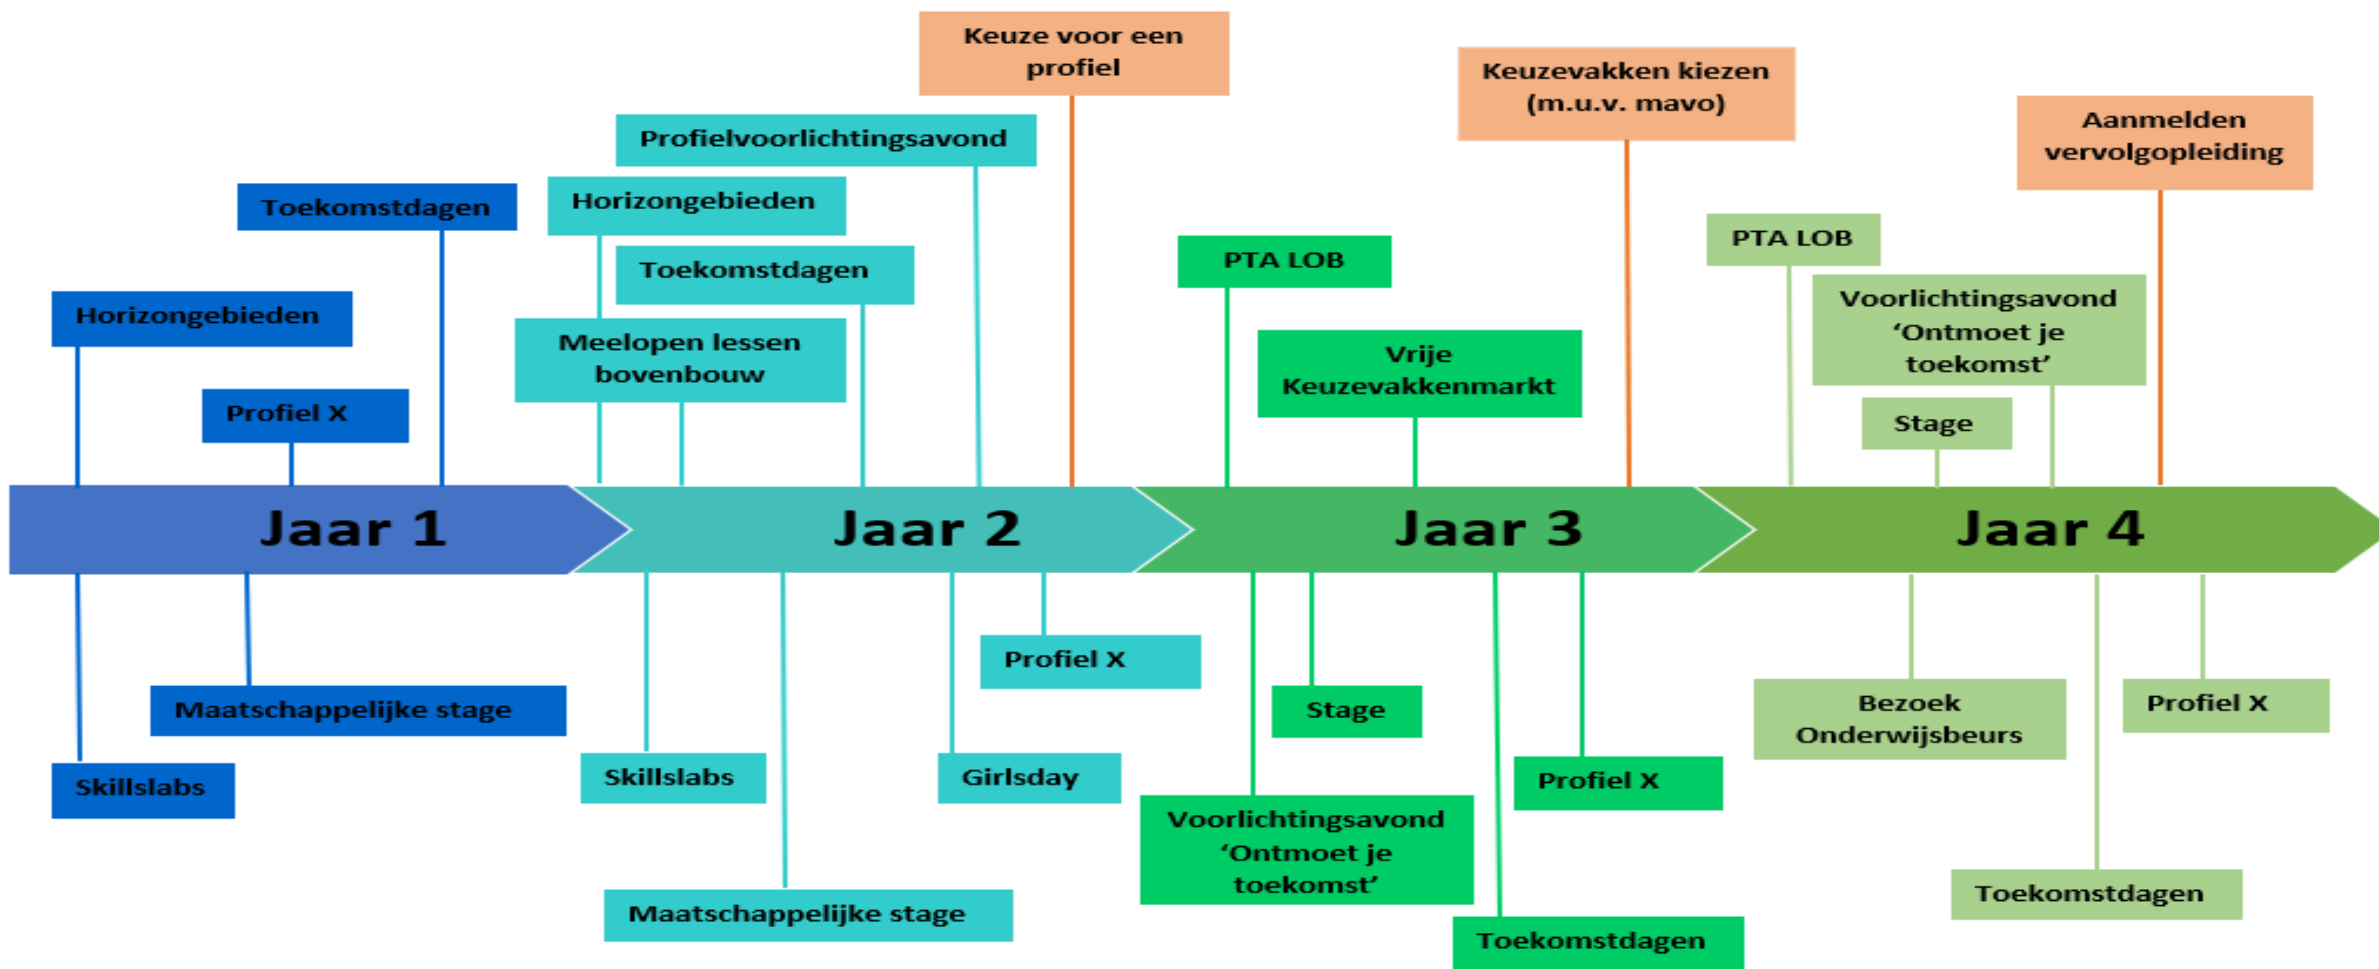 Keuze voor een
profiel
Keuzevakken kiezen
(m.u.v. mavo)
Aanmelden
vervolgopleiding
Profielvoorlichtingsavond
Toekomstdagen
Horizongebieden
PTA LOB
PTA LOB
Toekomstdagen
Voorlichtingsavond
‘Ontmoet je
toekomst’
Horizongebieden
Meelopen lessen
bovenbouw
Vrije
Keuzevakkenmarkt
Profiel X
Stage
Jaar 1
Jaar 2
Jaar 3
Jaar 4
Maatschappelijke stage
Profiel X
Stage
Bezoek
Onderwijsbeurs
Profiel X
Skillslabs
Skillslabs
Girlsday
Profiel X
Voorlichtingsavond
‘Ontmoet je
toekomst’
Maatschappelijke stage
Toekomstdagen
Toekomstdagen